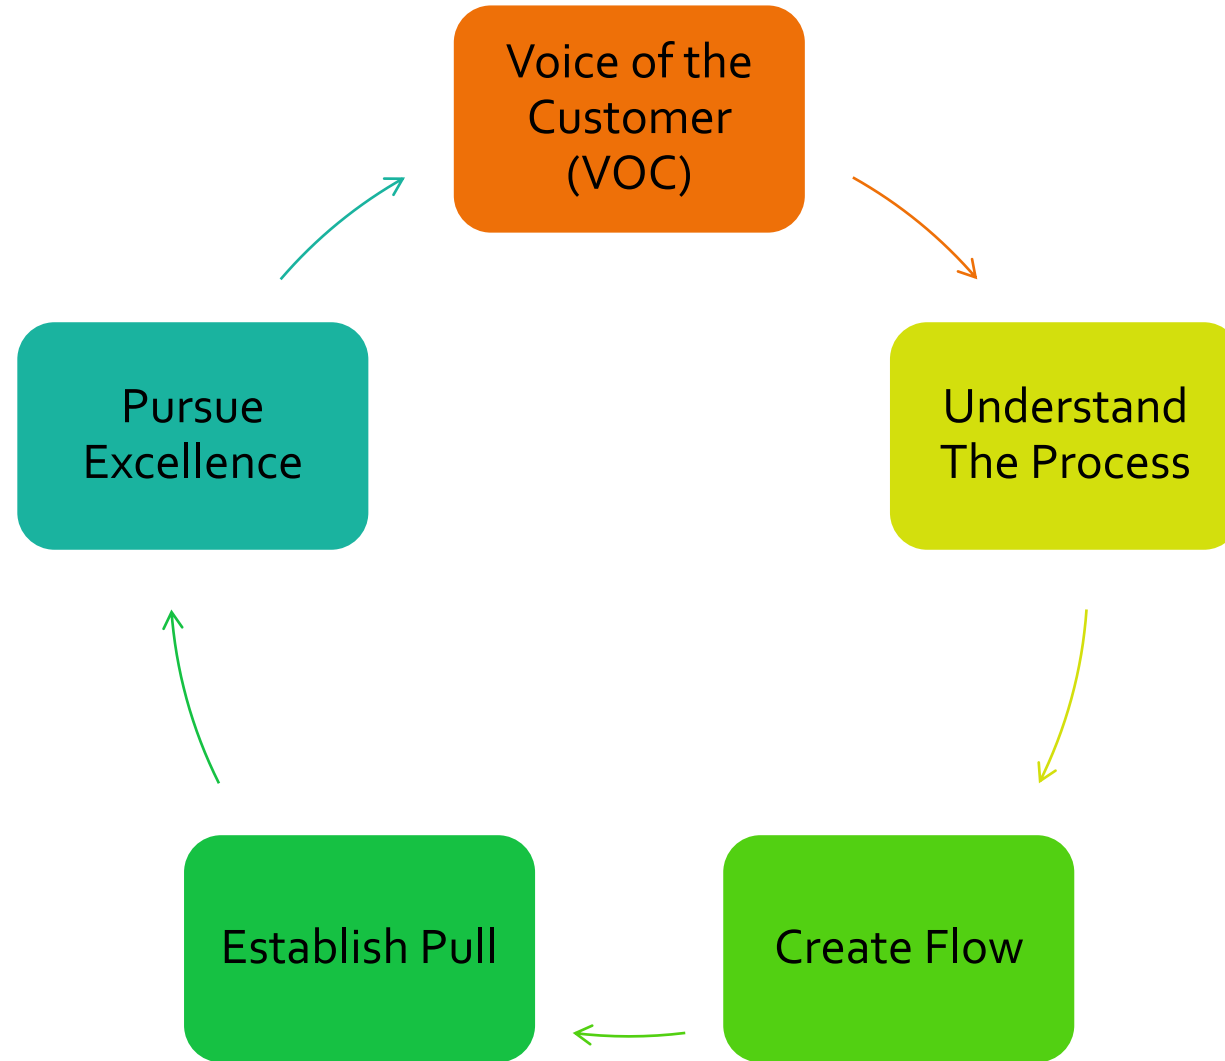 Voice of the
Customer
(VOC)
Understand
The Process
Create Flow
Establish Pull
Pursue
Excellence